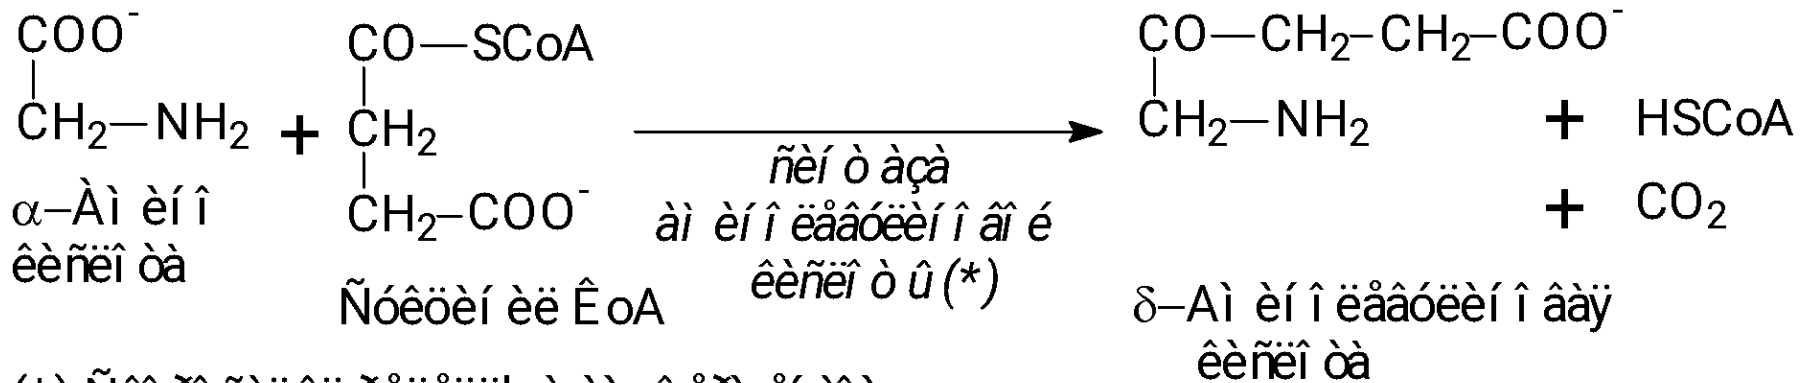 COO⁻
CH₂—NH₂
α–Àì èí î
êèñëî òà
+
CO—SCoA
CH₂
CH₂–COO⁻
Ñóêöèí èë ÊoA
ñèí ò àçà
àì èí î ëåâóëèí î âî é
êèñëî ò û (*)
CO—CH₂–CH₂–COO⁻
CH₂—NH₂
δ–Àì èí î ëåâóëèí î âàÿ
êèñëî òà
+ HSCoA
+ CO₂